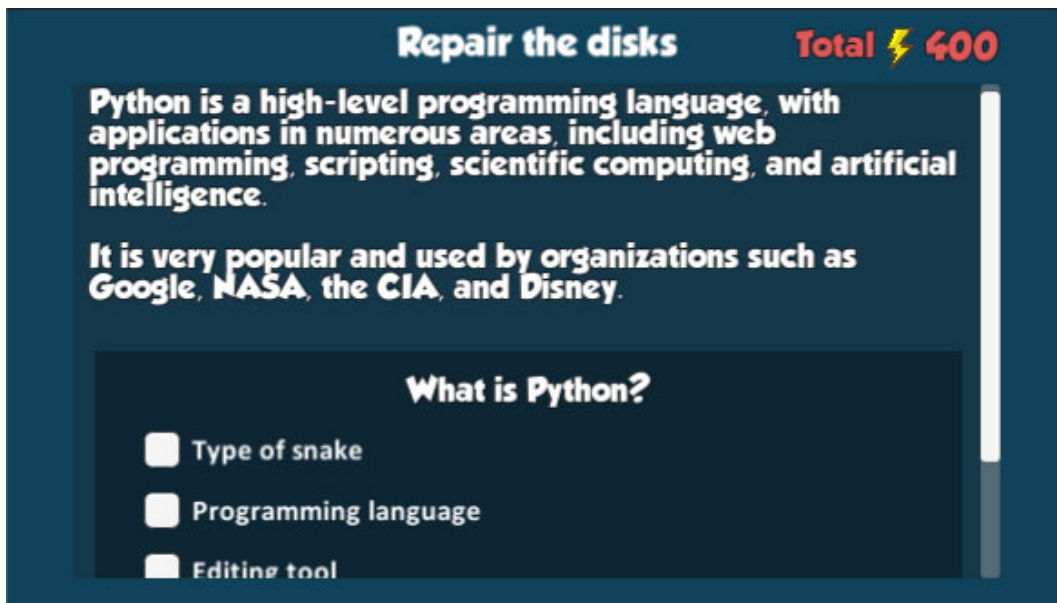 Repair the disks
Total 400
Python is a high-level programming language, with
applications in numerous areas, including web
programming, scripting, scientific computing, and artificial
intelligence.
It is very popular and used by organizations such as
Google, NASA, the CIA, and Disney.
What is Python?
Type of snake
Programming language
Editing tool